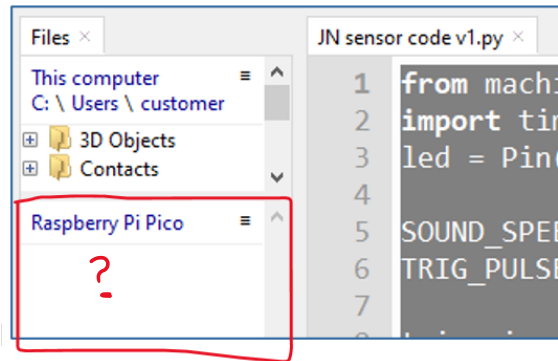 Files ×
This computer
C: \ Users \ customer
3D Objects
Contacts
Raspberry Pi Pico
?
JN sensor code v1.py ×
1 from machi
2 import tim
3 led = Pin(
4
5 SOUND_SPEE
6 TRIG_PULSE
7